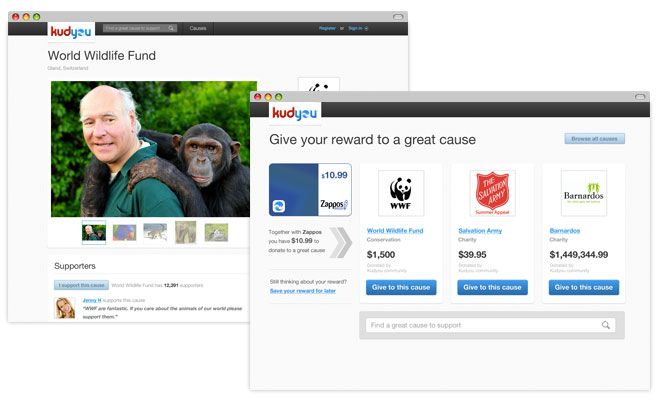 kudyou
Find a great cause to support
Causes
Register or Sign in
World Wildlife Fund
Gland, Switzerland
WWF
Supporters
I support this cause
World Wildlife Fund has 12,391 supporters
Jenny H supports this cause
"WWF are fantastic. If you care about the animals of our world please
support them."
kudyou
Give your reward to a great cause
Browse all causes
$10.99
Zappos
Together with Zappos
you have $10.99 to
donate to a great cause
Still thinking about your reward?
Save your reward for later
WWF
World Wildlife Fund
Conservation
$1,500
Donated by
Kudyou community
Give to this cause
THE
SALVATION
ARMY
Summer Appeal
Salvation Army
Charity
$39.95
Donated by
Kudyou community
Give to this cause
Barnardos
Barnardos
Charity
$1,449,344.99
Donated by
Kudyou community
Give to this cause
Find a great cause to support